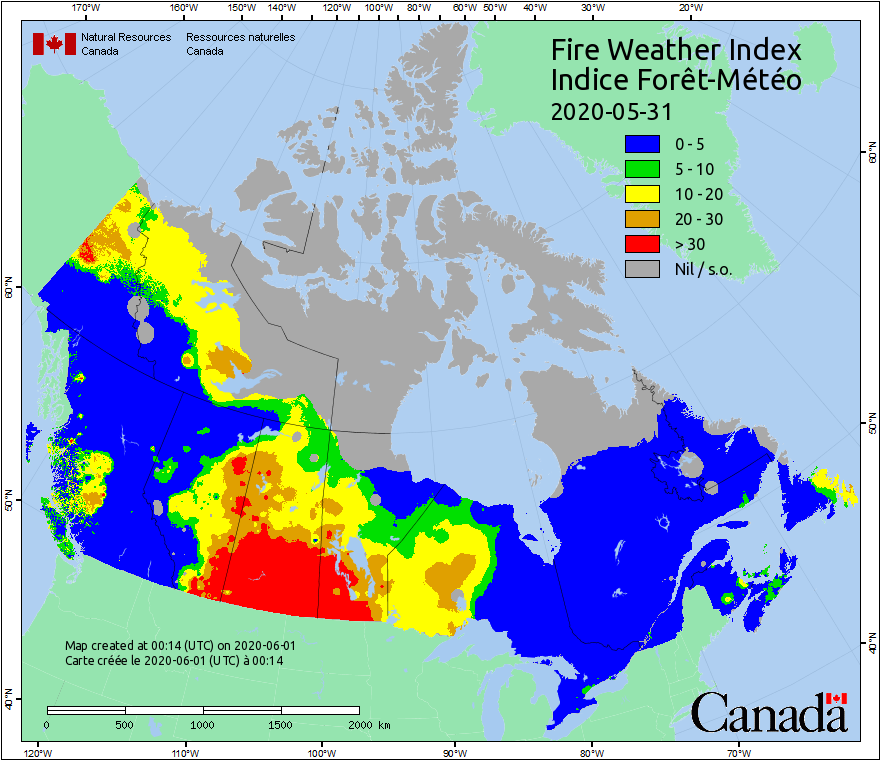 170°W 160°W 150°W 140°W 130°W 120°W 110°W 100°W 90°W 80°W 70°W 60°W 50°W 40°W 30°W 20°W
Natural Resources Canada
Ressources naturelles Canada
Fire Weather Index
Indice Forêt-Météo
2020-05-31
0 - 5
5 - 10
10 - 20
20 - 30
> 30
Nil / s.o.
60°N
50°N
40°N
60°N
50°N
40°N
Map created at 00:14 (UTC) on 2020-06-01
Carte créée le 2020-06-01 (UTC) à 00:14
0 500 1000 1500 2000 km
Canada
120°W 110°W 100°W 90°W 80°W 70°W